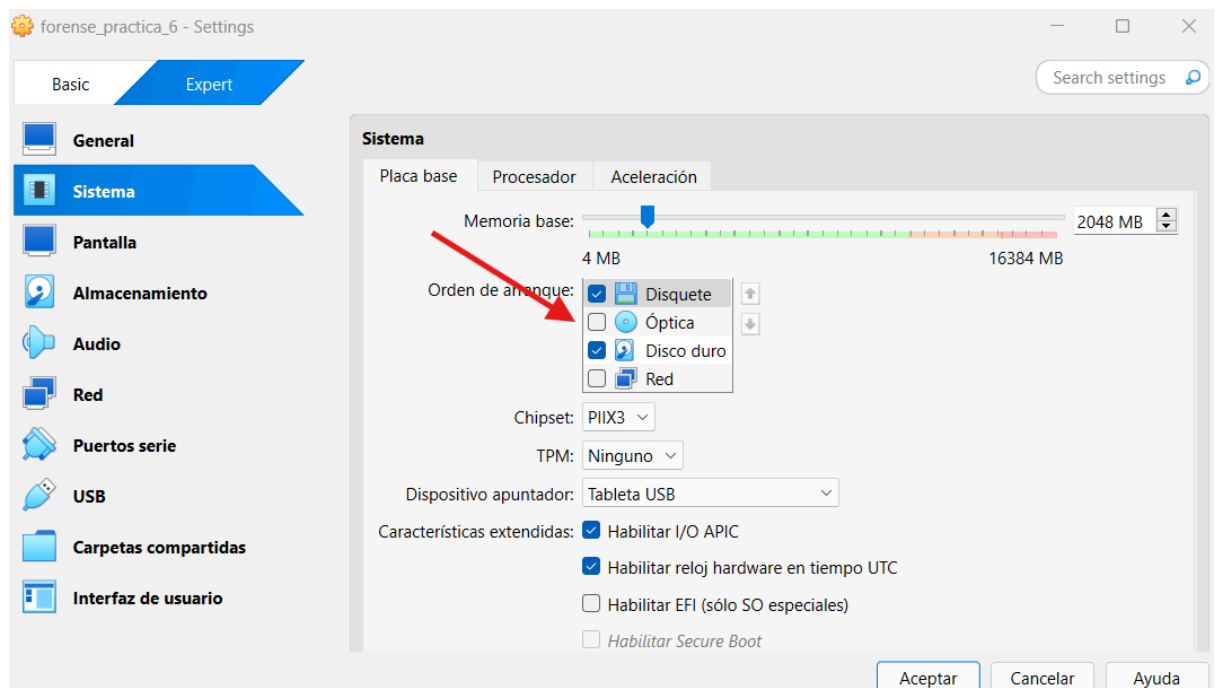 forense_practica_6 - Settings
Basic
Expert
Search settings
General
Sistema
Pantalla
Almacenamiento
Audio
Red
Puertos serie
USB
Carpetas compartidas
Interfaz de usuario
Sistema
Placa base Procesador Aceleración
Memoria base: 2048 MB
4 MB 16384 MB
Orden de arranque: Disquete
Óptica
Disco duro
Red
Chipset: PIIX3
TPM: Ninguno
Dispositivo apuntador: Tableta USB
Características extendidas: Habilitar I/O APIC
Habilitar reloj hardware en tiempo UTC
Habilitar EFI (sólo SO especiales)
Habilitar Secure Boot
Aceptar Cancelar Ayuda